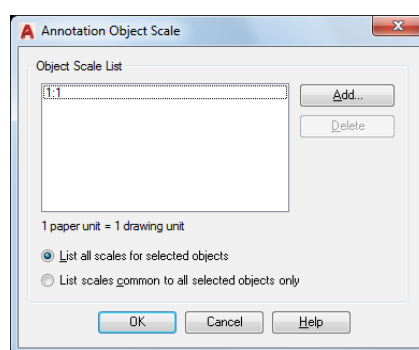 Annotation Object Scale
Object Scale List
1:1
Add...
Delete
1 paper unit = 1 drawing unit
List all scales for selected objects
List scales common to all selected objects only
OK Cancel Help